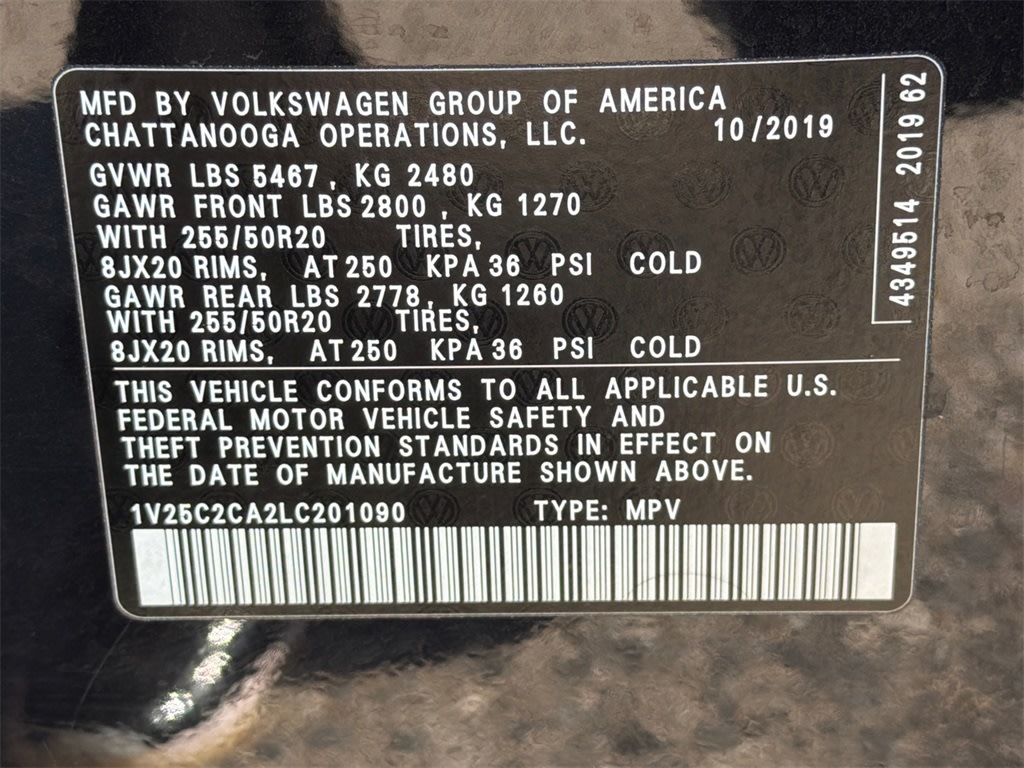 MFD BY VOLKSWAGEN GROUP OF AMERICA
CHATTANOOGA OPERATIONS, LLC. 10/2019
GVWR LBS 5467, KG 2480
GAWR FRONT LBS 2800, KG 1270
WITH 255/50R20 TIRES,
8JX20 RIMS, AT 250 KPA 36 PSI COLD
GAWR REAR LBS 2778, KG 1260
WITH 255/50R20 TIRES,
8JX20 RIMS, AT 250 KPA 36 PSI COLD
THIS VEHICLE CONFORMS TO ALL APPLICABLE U.S.
FEDERAL MOTOR VEHICLE SAFETY AND
THEFT PREVENTION STANDARDS IN EFFECT ON
THE DATE OF MANUFACTURE SHOWN ABOVE.
1V25C2CA2LC201090 TYPE: MPV
4349514 2019 62